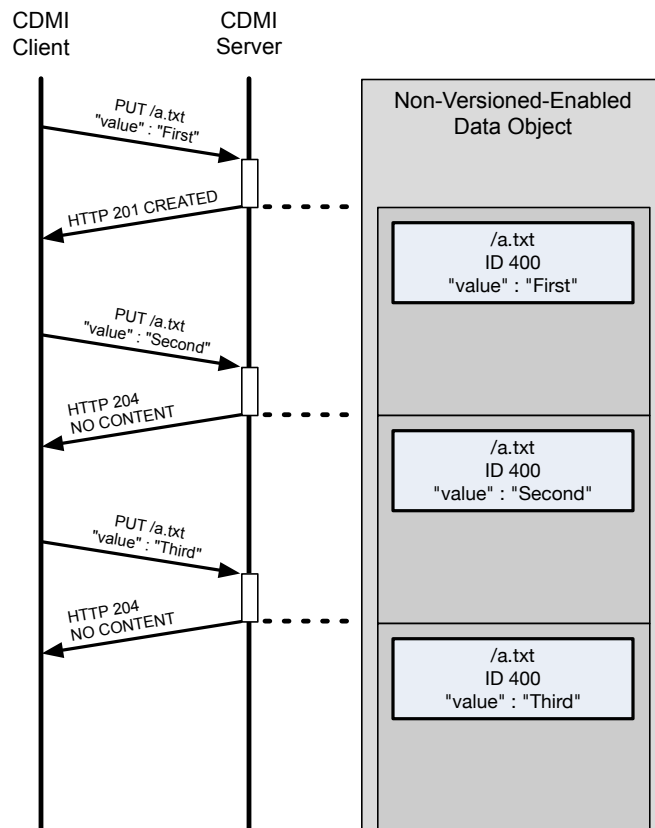 CDMI
Client
CDMI
Server
PUT /a.txt
"value" : "First"
HTTP 201 CREATED
PUT /a.txt
"value" : "Second"
HTTP 204
NO CONTENT
PUT /a.txt
"value" : "Third"
HTTP 204
NO CONTENT
Non-Versioned-Enabled
Data Object
/a.txt
ID 400
"value" : "First"
/a.txt
ID 400
"value" : "Second"
/a.txt
ID 400
"value" : "Third"